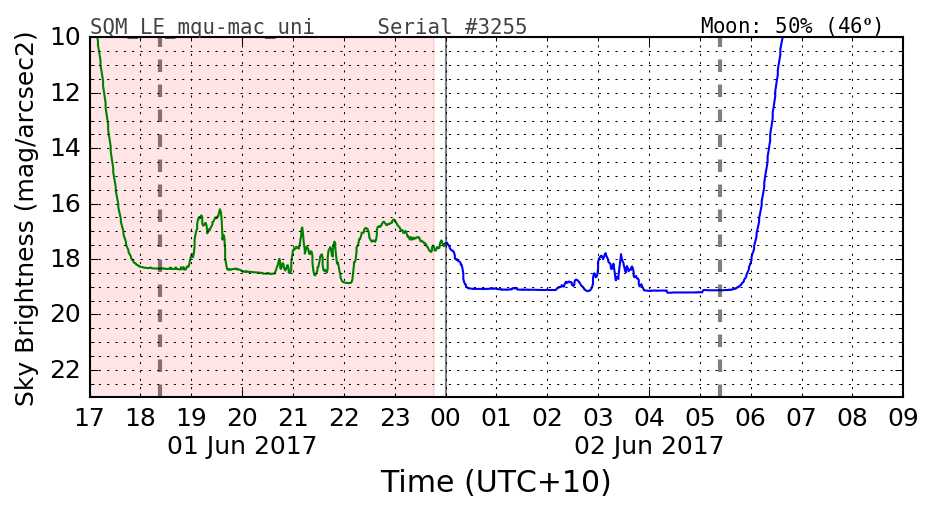 SQM_LE_mqu-mac_uni Serial #3255 Moon: 50% (46º)
Sky Brightness (mag/arcsec2)
10
12
14
16
18
20
22
17 18 19 20 21 22 23 00 01 02 03 04 05 06 07 08 09
01 Jun 2017 02 Jun 2017
Time (UTC+10)